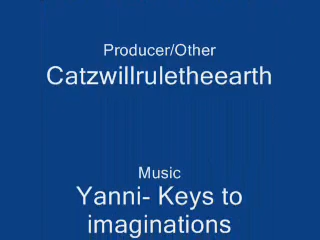 Producer/Other
Catzwillruletheearth
Music
Yanni- Keys to
imaginations